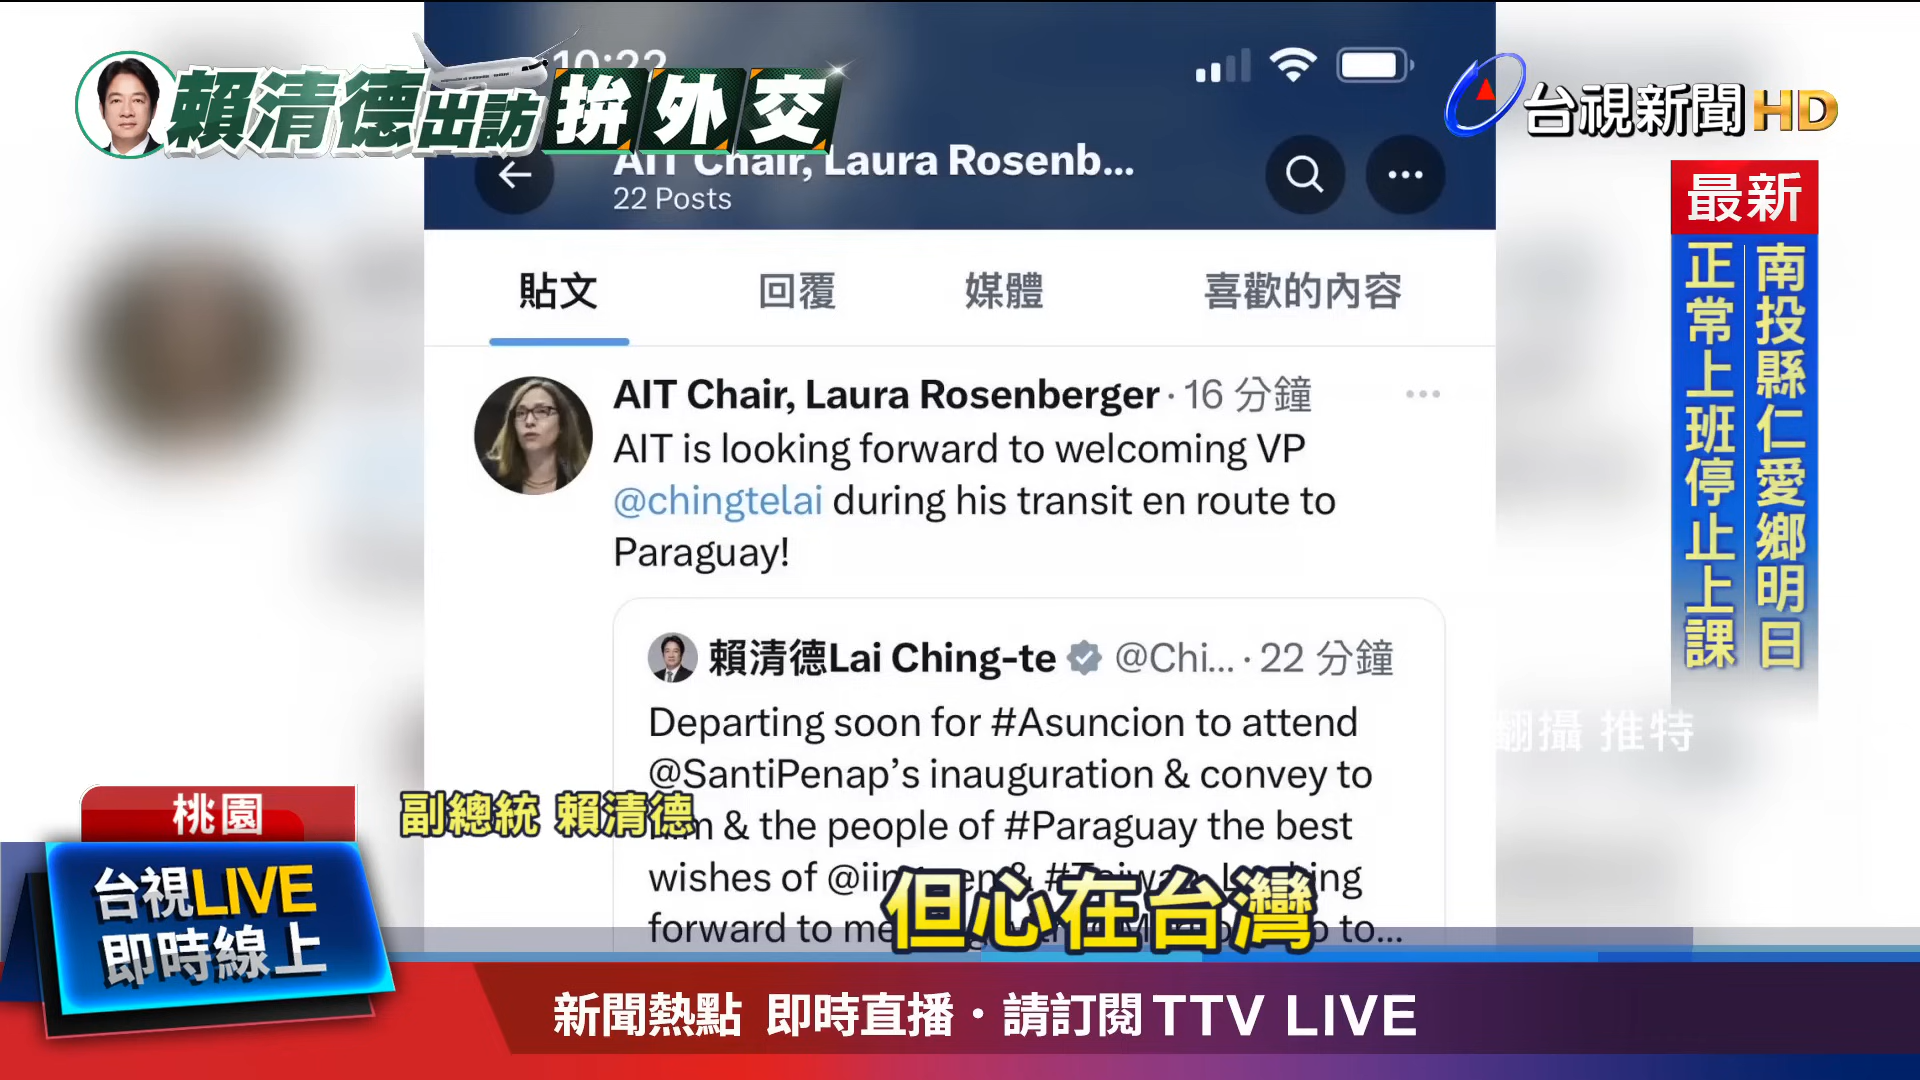 賴清德出訪拚外交
10:22
台視新聞HD
AIT Chair, Laura Rosenb...
22 Posts
最新
南投縣仁愛鄉明日
正常上班停止上課
貼文 回覆 媒體 喜歡的內容
AIT Chair, Laura Rosenberger · 16 分鐘
AIT is looking forward to welcoming VP
@chingtelai during his transit en route to
Paraguay!
賴清德Lai Ching-te @Chi... · 22 分鐘
Departing soon for #Asuncion to attend
@SantiPenap's inauguration & convey to
& the people of #Paraguay the best
wishes of
forward to
to...
翻攝 推特
桃園
副總統 賴清德
台視LIVE
即時線上
但心在台灣
新聞熱點 即時直播・請訂閱TTV LIVE